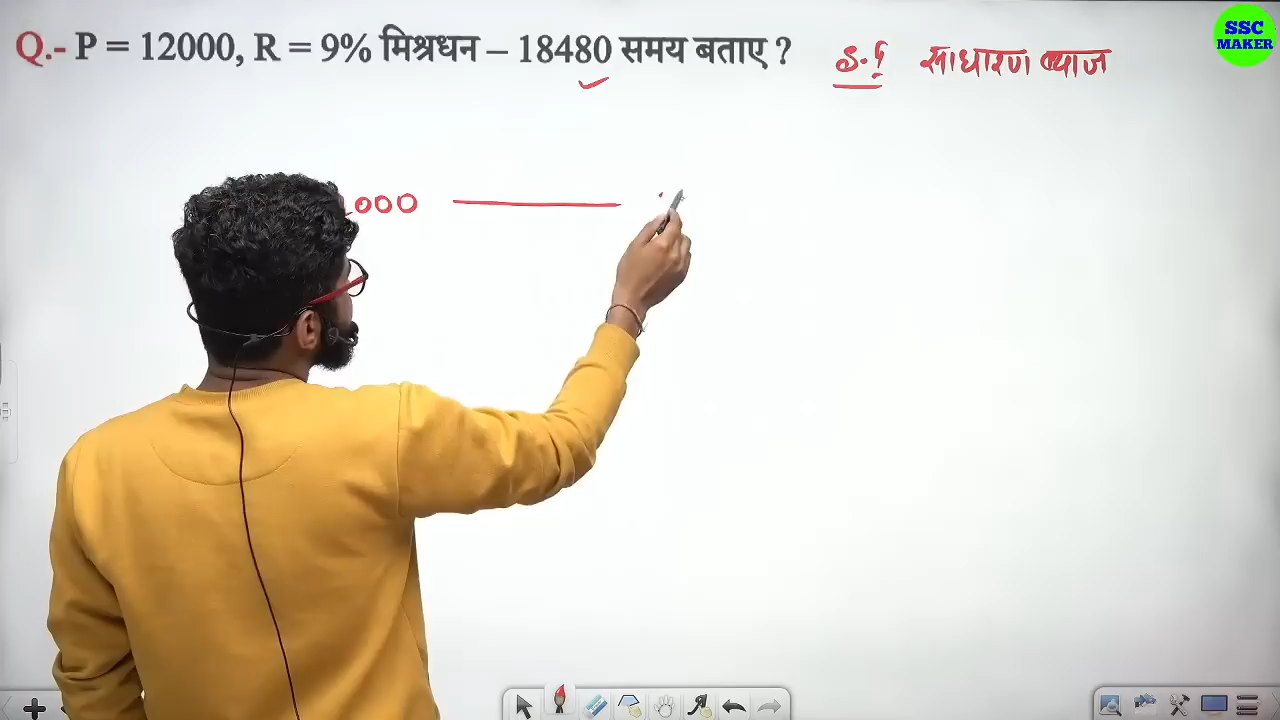 Q.- P = 12000, R = 9% मिश्रधन – 18480 समय बताए ? S.I साधारण ब्याज
SSC
MAKER
000